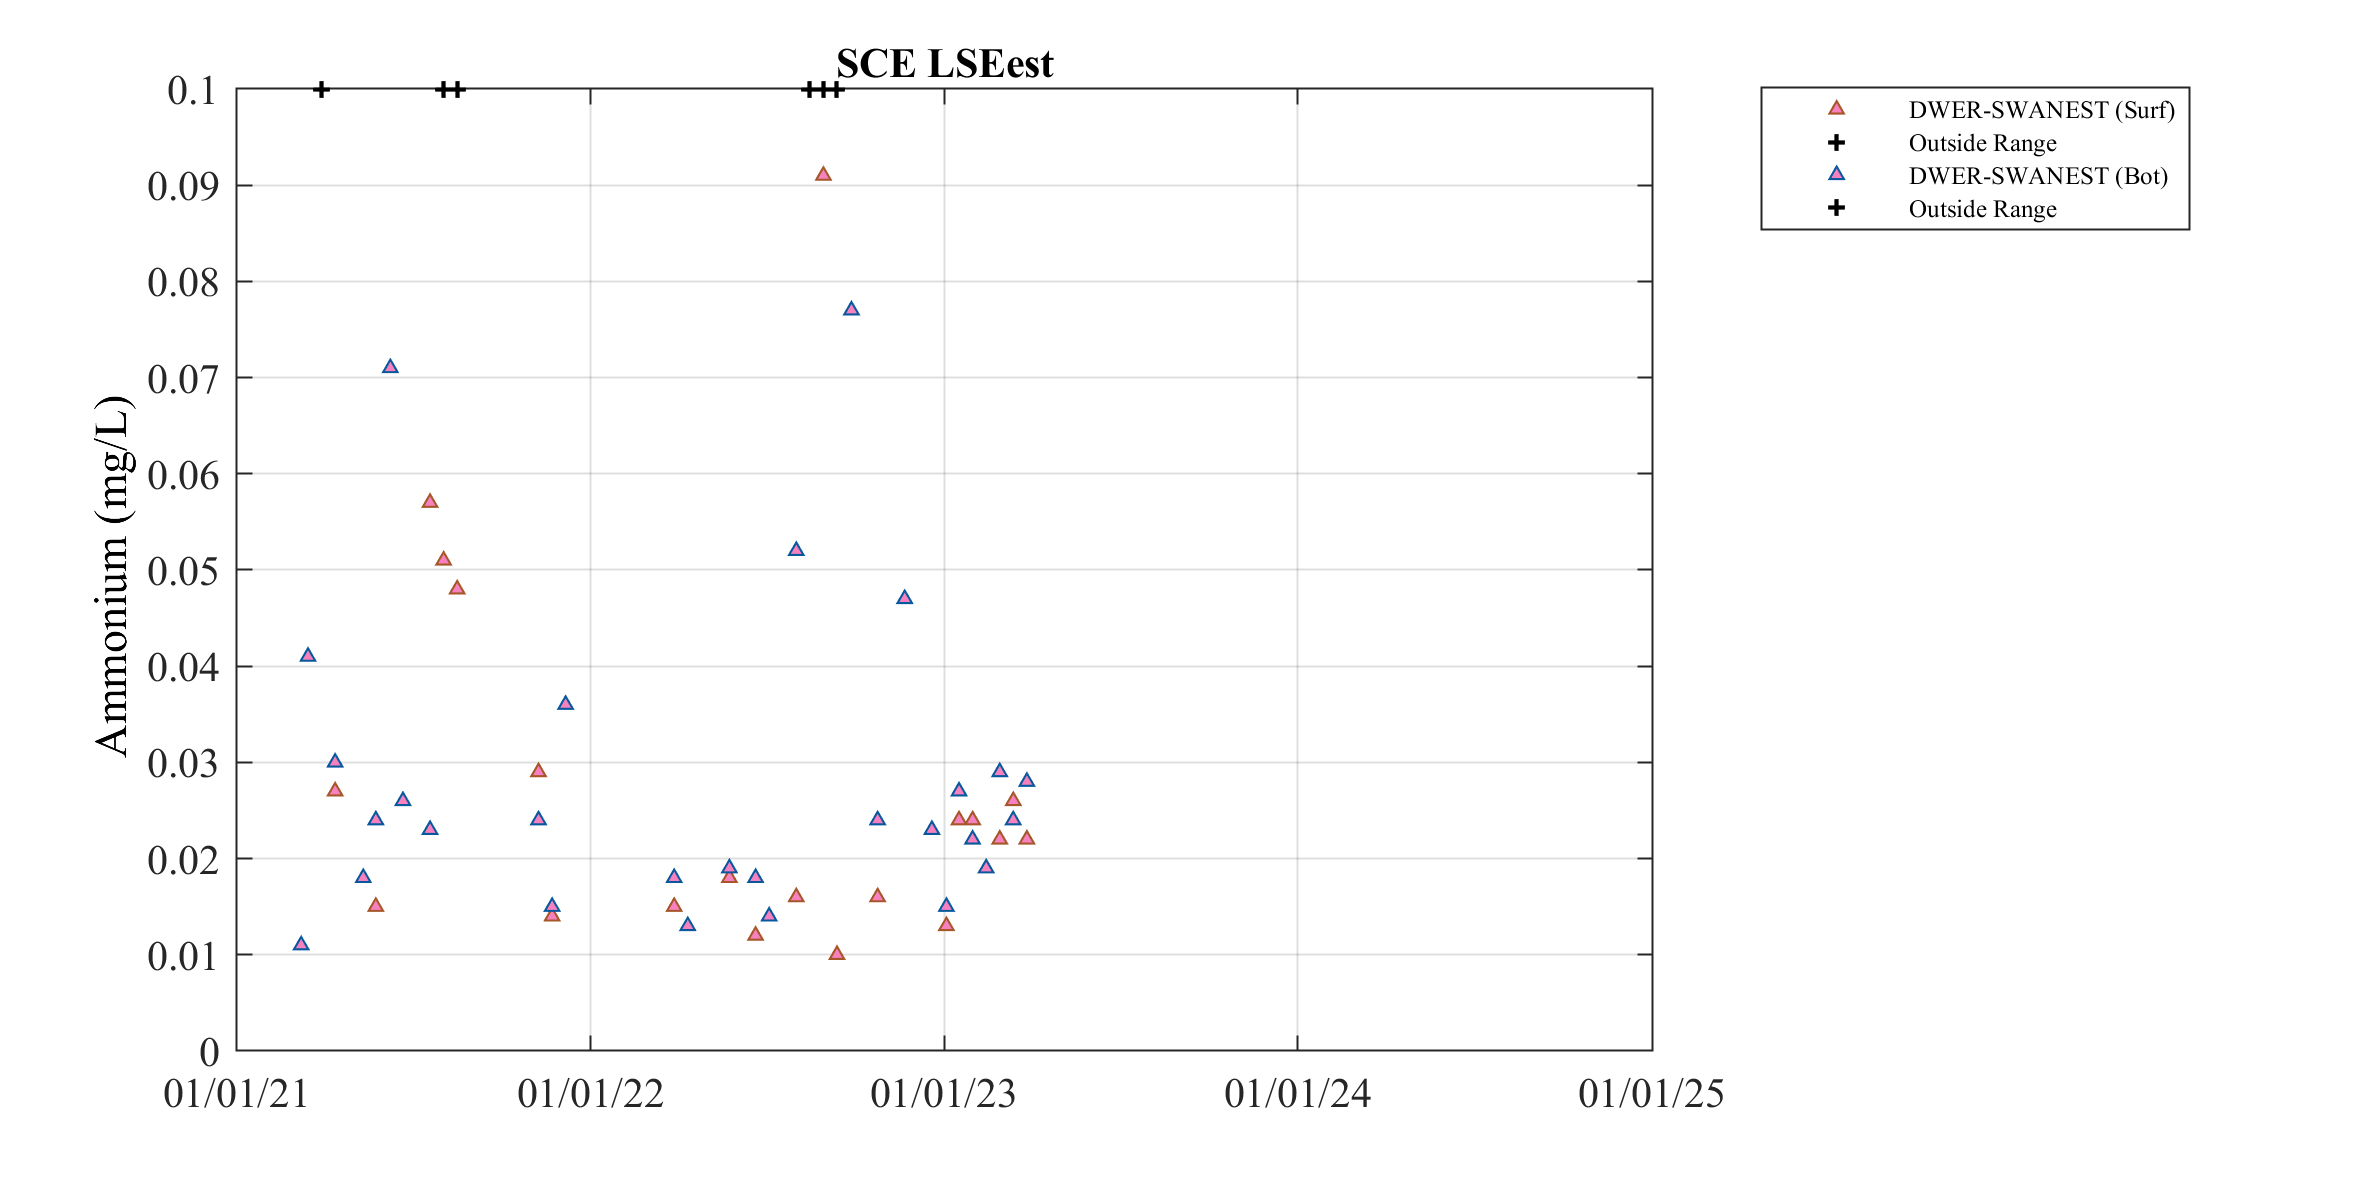 SCE LSEest
0.1
0.09
0.08
0.07
0.06
0.05
0.04
0.03
0.02
0.01
0
Ammonium (mg/L)
01/01/21
01/01/22
01/01/23
01/01/24
01/01/25
DWER-SWANEST (Surf)
Outside Range
DWER-SWANEST (Bot)
Outside Range